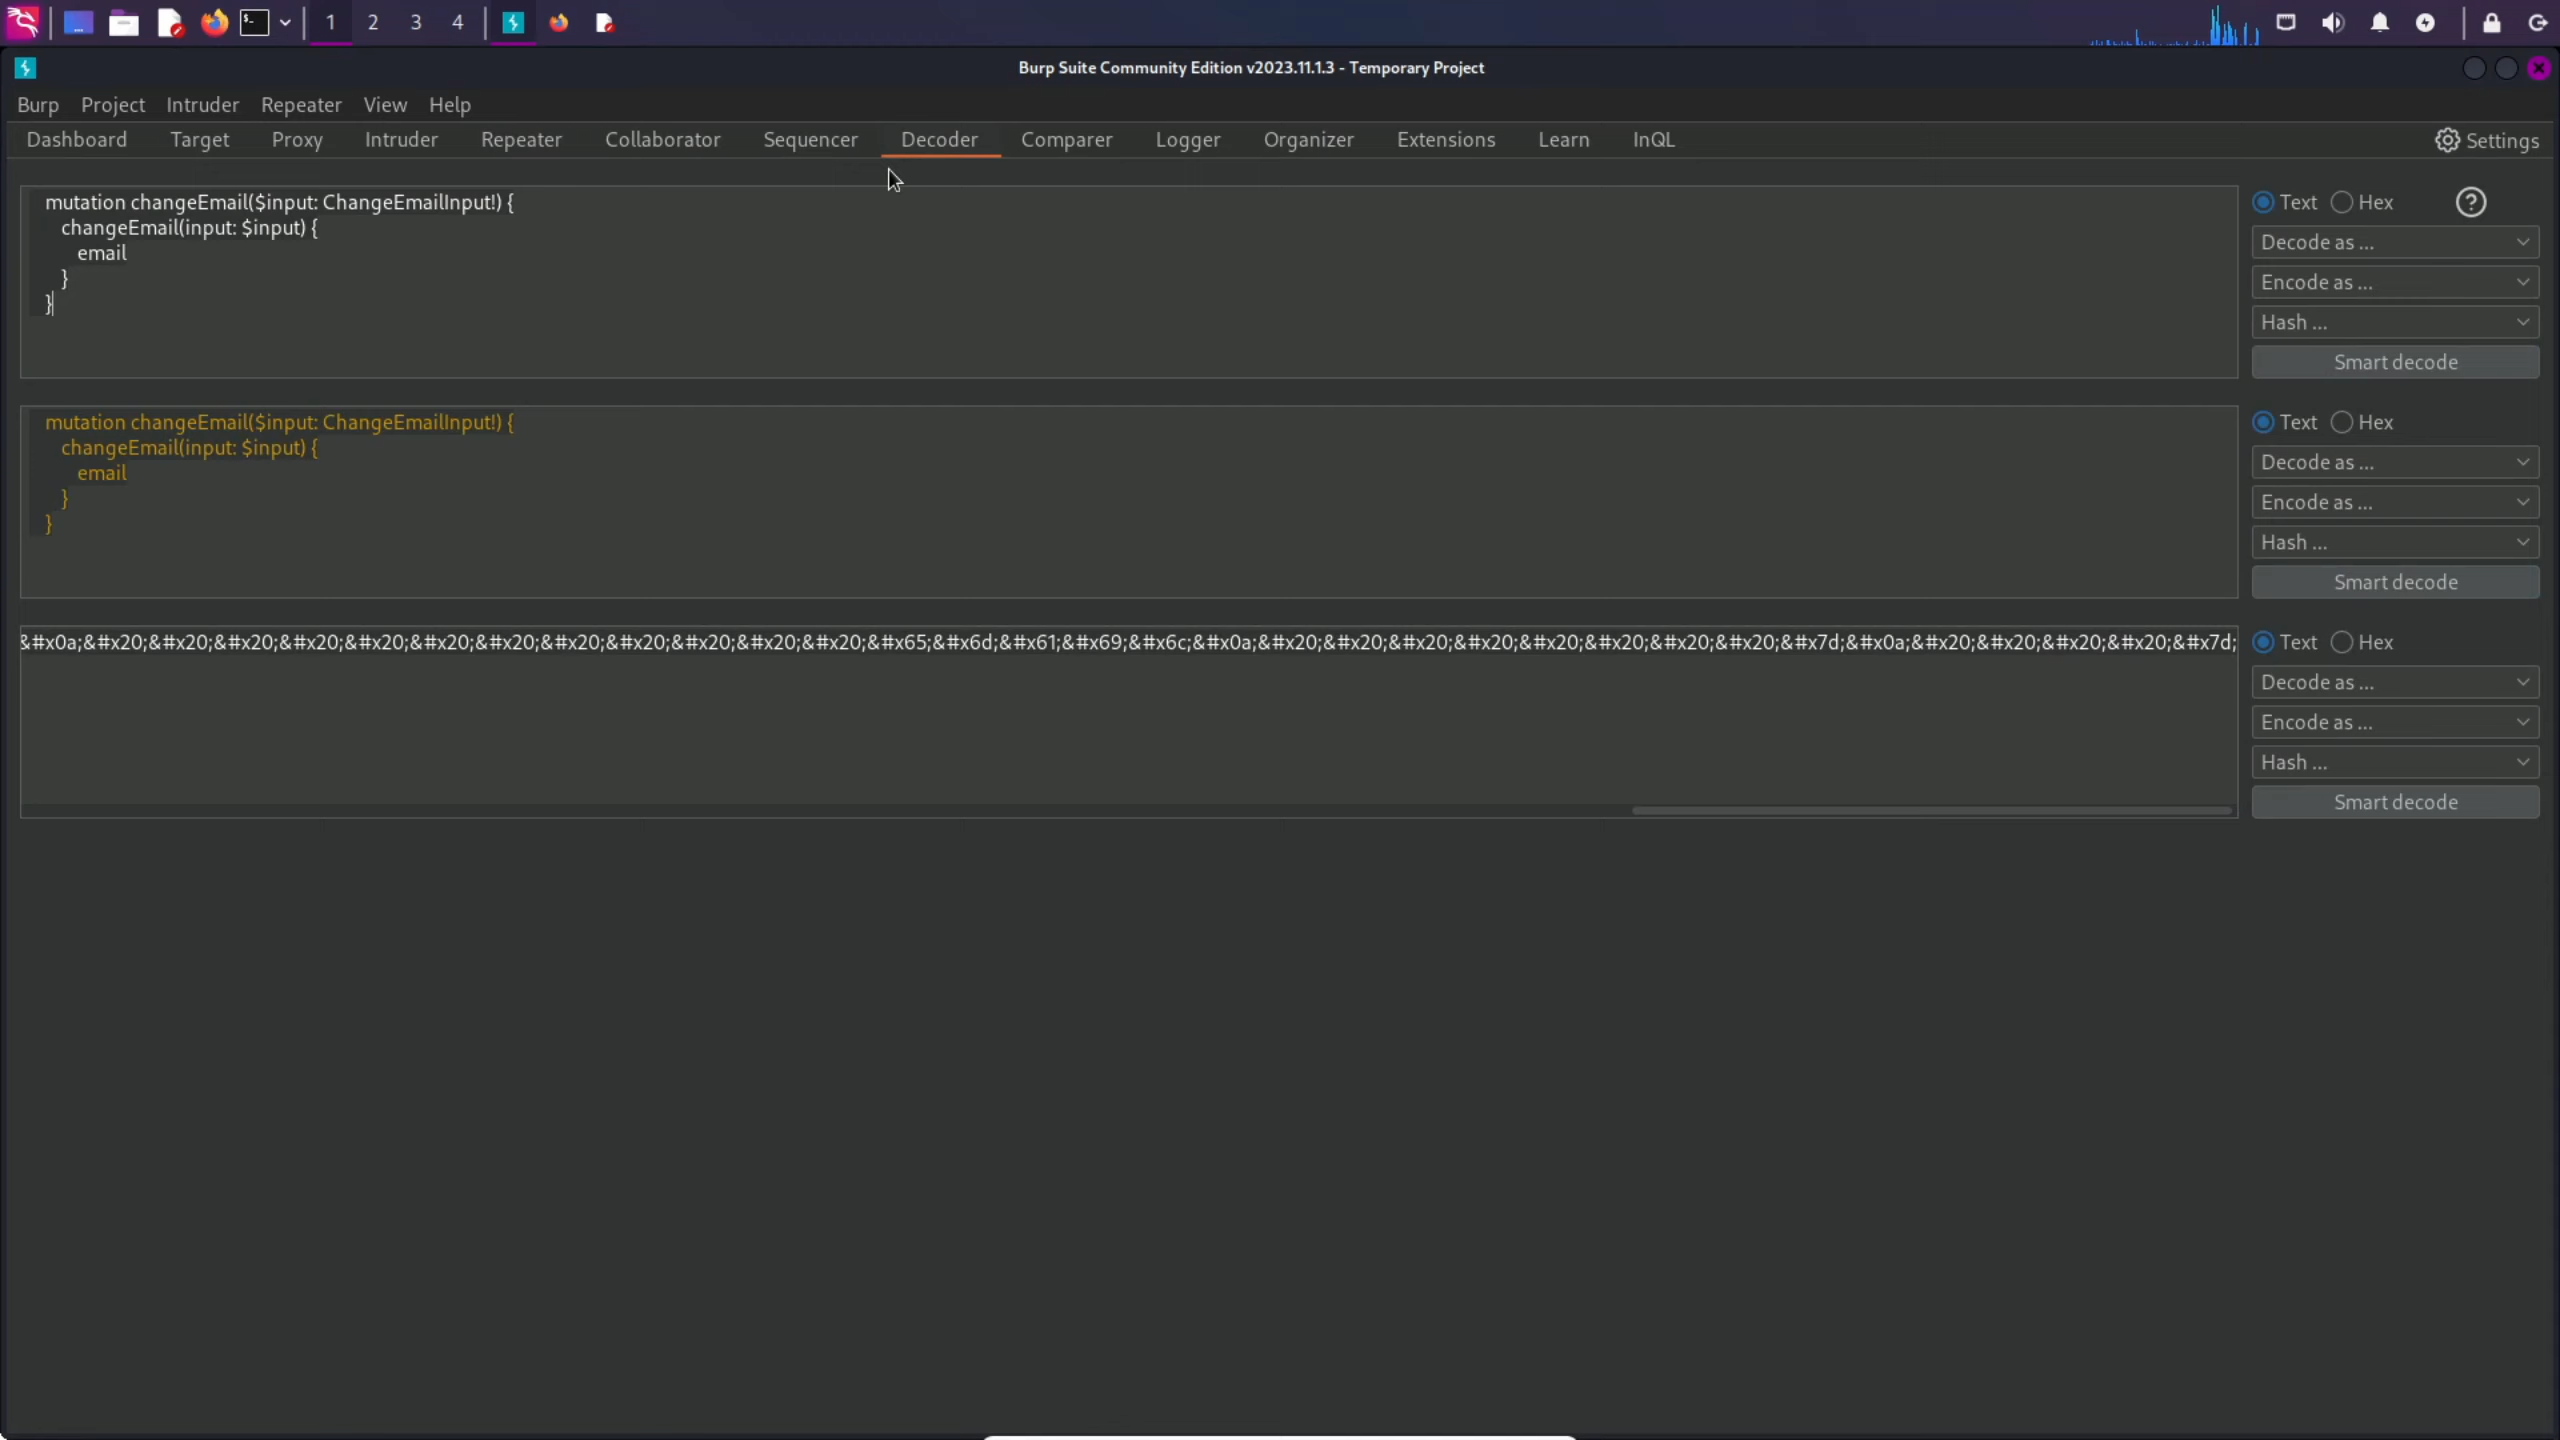 1 2 3 4
Burp Suite Community Edition v2023.11.1.3 - Temporary Project
Burp Project Intruder Repeater View Help
Dashboard Target Proxy Intruder Repeater Collaborator Sequencer Decoder Comparer Logger Organizer Extensions Learn InQL Settings
mutation changeEmail($input: ChangeEmailInput!) {
changeEmail(input: $input) {
email
}
}
Text Hex ?
Decode as ...
Encode as ...
Hash ...
Smart decode
mutation changeEmail($input: ChangeEmailInput!) {
changeEmail(input: $input) {
email
}
}
Text Hex
Decode as ...
Encode as ...
Hash ...
Smart decode
&#x0a;&#x20;&#x20;&#x20;&#x20;&#x20;&#x20;&#x20;&#x20;&#x20;&#x20;&#x20;&#x20;&#x65;&#x6d;&#x61;&#x69;&#x6c;&#x0a;&#x20;&#x20;&#x20;&#x20;&#x20;&#x20;&#x20;&#x20;&#x7d;&#x0a;&#x20;&#x20;&#x20;&#x20;&#x7d;
Text Hex
Decode as ...
Encode as ...
Hash ...
Smart decode